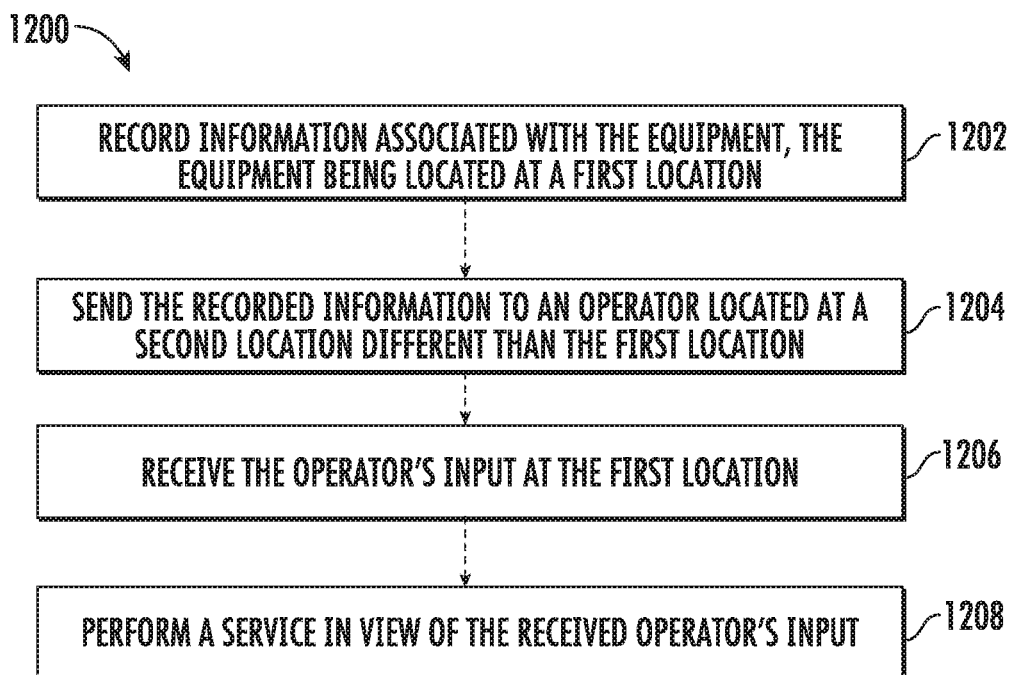 1200
RECORD INFORMATION ASSOCIATED WITH THE EQUIPMENT, THE
EQUIPMENT BEING LOCATED AT A FIRST LOCATION
1202
SEND THE RECORDED INFORMATION TO AN OPERATOR LOCATED AT A
SECOND LOCATION DIFFERENT THAN THE FIRST LOCATION
1204
RECEIVE THE OPERATOR'S INPUT AT THE FIRST LOCATION
1206
PERFORM A SERVICE IN VIEW OF THE RECEIVED OPERATOR'S INPUT
1208